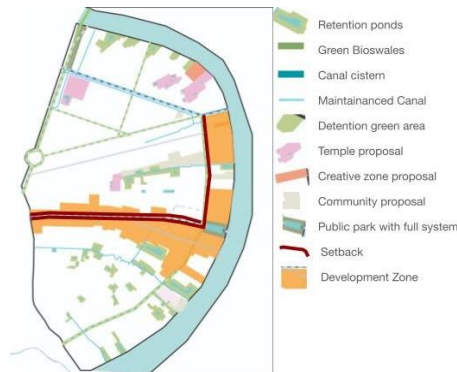 Retention ponds
Green Bioswales
Canal cistern
Maintainanced Canal
Detention green area
Temple proposal
Creative zone proposal
Community proposal
Public park with full system
Setback
Development Zone